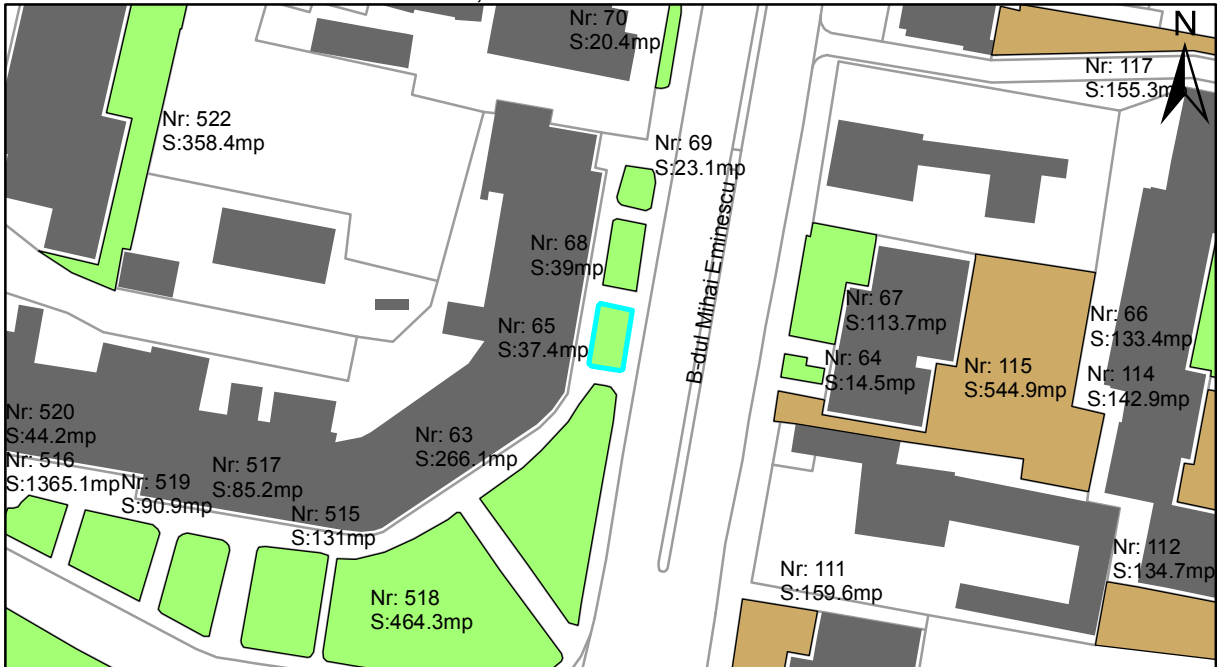 Nr: 70
S:20.4mp
N
Nr: 117
S:155.3m
Nr: 522
S:358.4mp
Nr: 69
S:23.1mp
B-dul Mihai Eminescu
Nr: 68
S:39mp
Nr: 67
S:113.7mp
Nr: 66
S:133.4mp
Nr: 65
S:37.4mp
Nr: 64
S:14.5mp
Nr: 115
S:544.9mp
Nr: 114
S:142.9mp
Nr: 520
S:44.2mp
Nr: 63
S:266.1mp
Nr: 516
S:1365.1mp
Nr: 519
S:90.9mp
Nr: 517
S:85.2mp
Nr: 515
S:131mp
Nr: 112
S:134.7mp
Nr: 111
S:159.6mp
Nr: 518
S:464.3mp